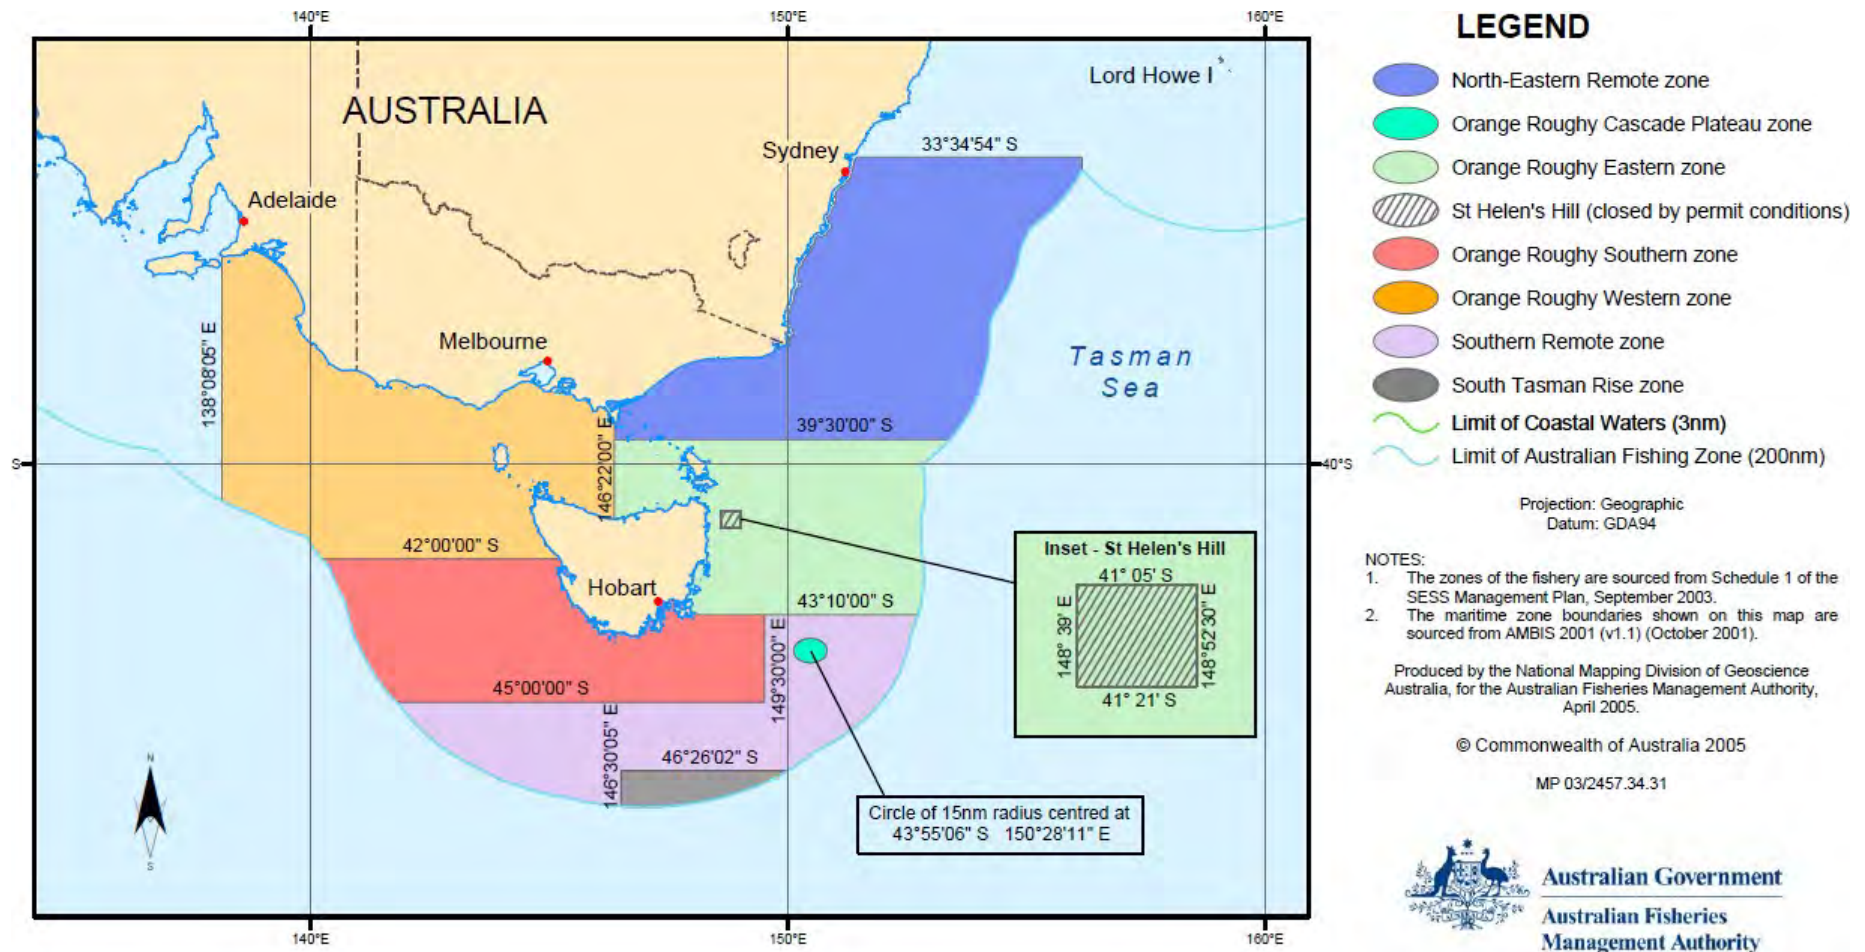 140°E 150°E 160°E
AUSTRALIA
Lord Howe I
Sydney
33°34'54" S
Adelaide
Melbourne
138°08'05" E
Tasman
Sea
39°30'00" S
146°22'00" E
S
40°S
42°00'00" S
Hobart
43°10'00" S
149°30'00" E
45°00'00" S
146°30'05" E
46°26'02" S
Inset - St Helen's Hill
41° 05' S
148° 39' E
148°52'30" E
41° 21' S
Circle of 15nm radius centred at
43°55'06" S 150°28'11" E
N
S
140°E 150°E 160°E
LEGEND
North-Eastern Remote zone
Orange Roughy Cascade Plateau zone
Orange Roughy Eastern zone
St Helen's Hill (closed by permit conditions)
Orange Roughy Southern zone
Orange Roughy Western zone
Southern Remote zone
South Tasman Rise zone
Limit of Coastal Waters (3nm)
Limit of Australian Fishing Zone (200nm)
Projection: Geographic
Datum: GDA94
NOTES:
1. The zones of the fishery are sourced from Schedule 1 of the
SESS Management Plan, September 2003.
2. The maritime zone boundaries shown on this map are
sourced from AMBIS 2001 (v1.1) (October 2001).
Produced by the National Mapping Division of Geoscience
Australia, for the Australian Fisheries Management Authority,
April 2005.
© Commonwealth of Australia 2005
MP 03/2457.34.31
Australian Government
Australian Fisheries
Management Authority